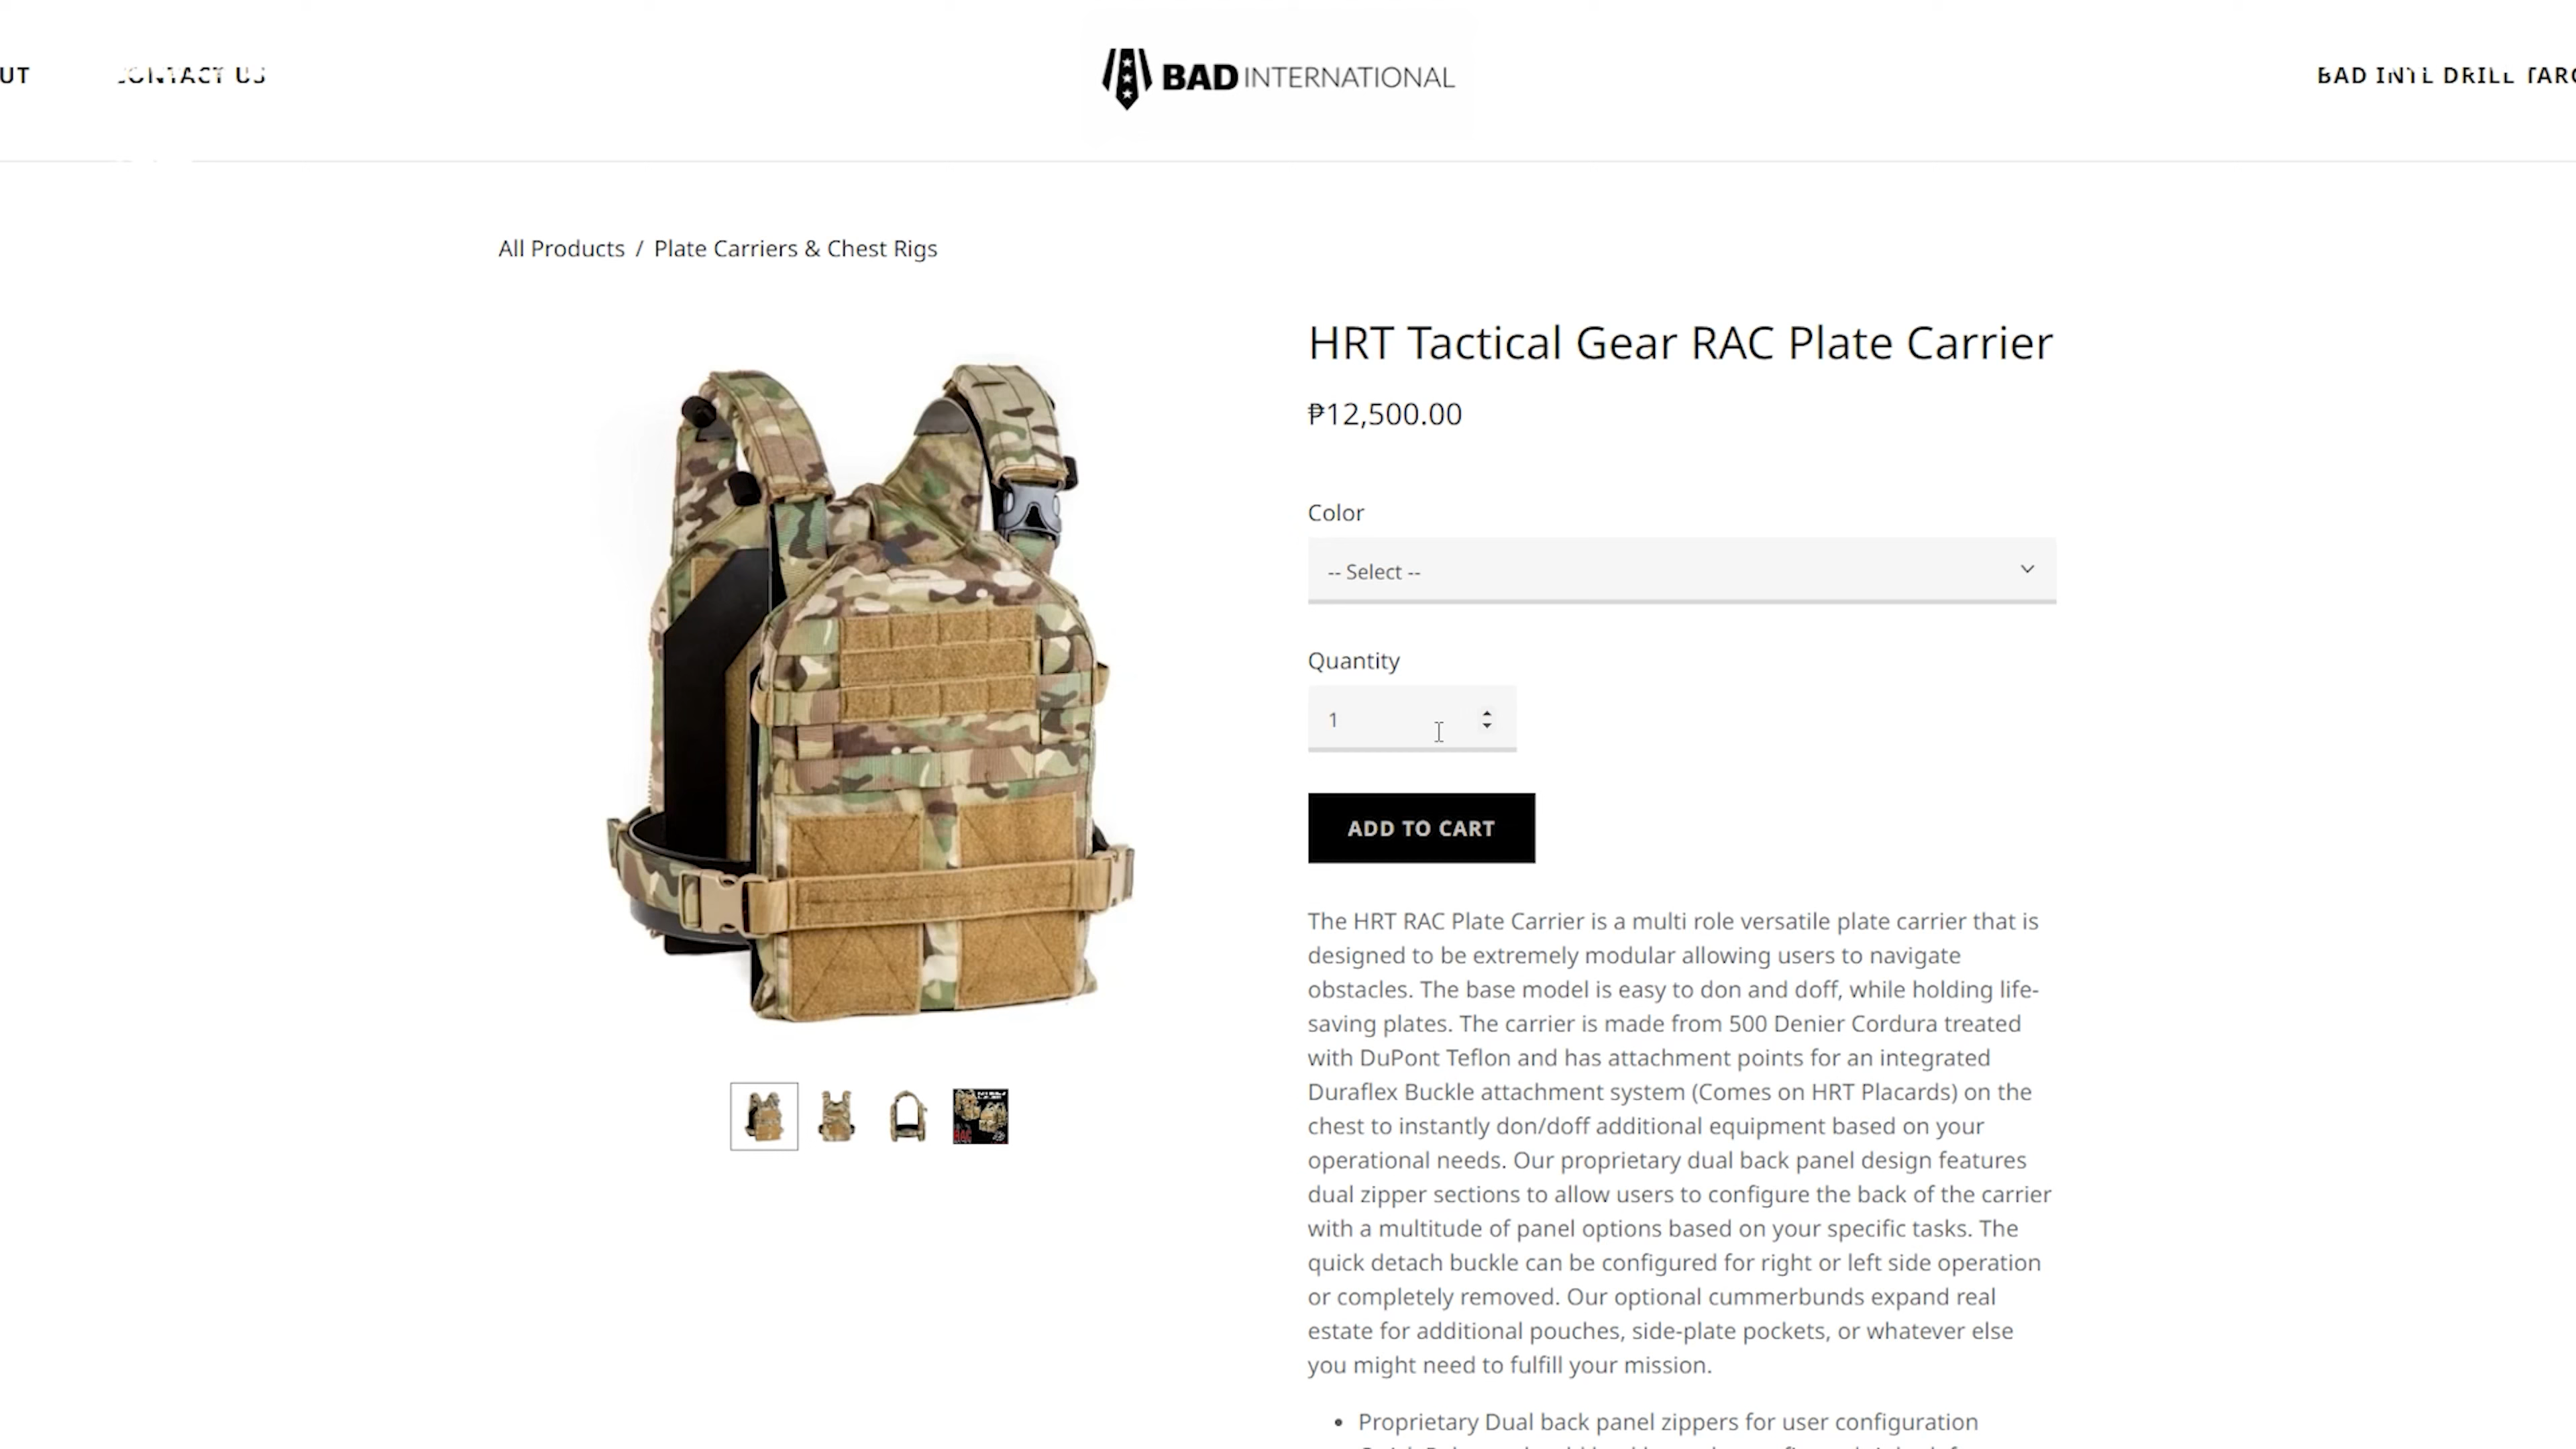 UT
CONTACT US
BAD INTERNATIONAL
BAD INTL DRILL
All Products / Plate Carriers & Chest Rigs
HRT Tactical Gear RAC Plate Carrier
₱12,500.00
Color
-- Select --
Quantity
1
ADD TO CART
The HRT RAC Plate Carrier is a multi role versatile plate carrier that is
designed to be extremely modular allowing users to navigate
obstacles. The base model is easy to don and doff, while holding life-
saving plates. The carrier is made from 500 Denier Cordura treated
with DuPont Teflon and has attachment points for an integrated
Duraflex Buckle attachment system (Comes on HRT Placards) on the
chest to instantly don/doff additional equipment based on your
operational needs. Our proprietary dual back panel design features
dual zipper sections to allow users to configure the back of the carrier
with a multitude of panel options based on your specific tasks. The
quick detach buckle can be configured for right or left side operation
or completely removed. Our optional cummerbunds expand real
estate for additional pouches, side-plate pockets, or whatever else
you might need to fulfill your mission.
• Proprietary Dual back panel zippers for user configuration